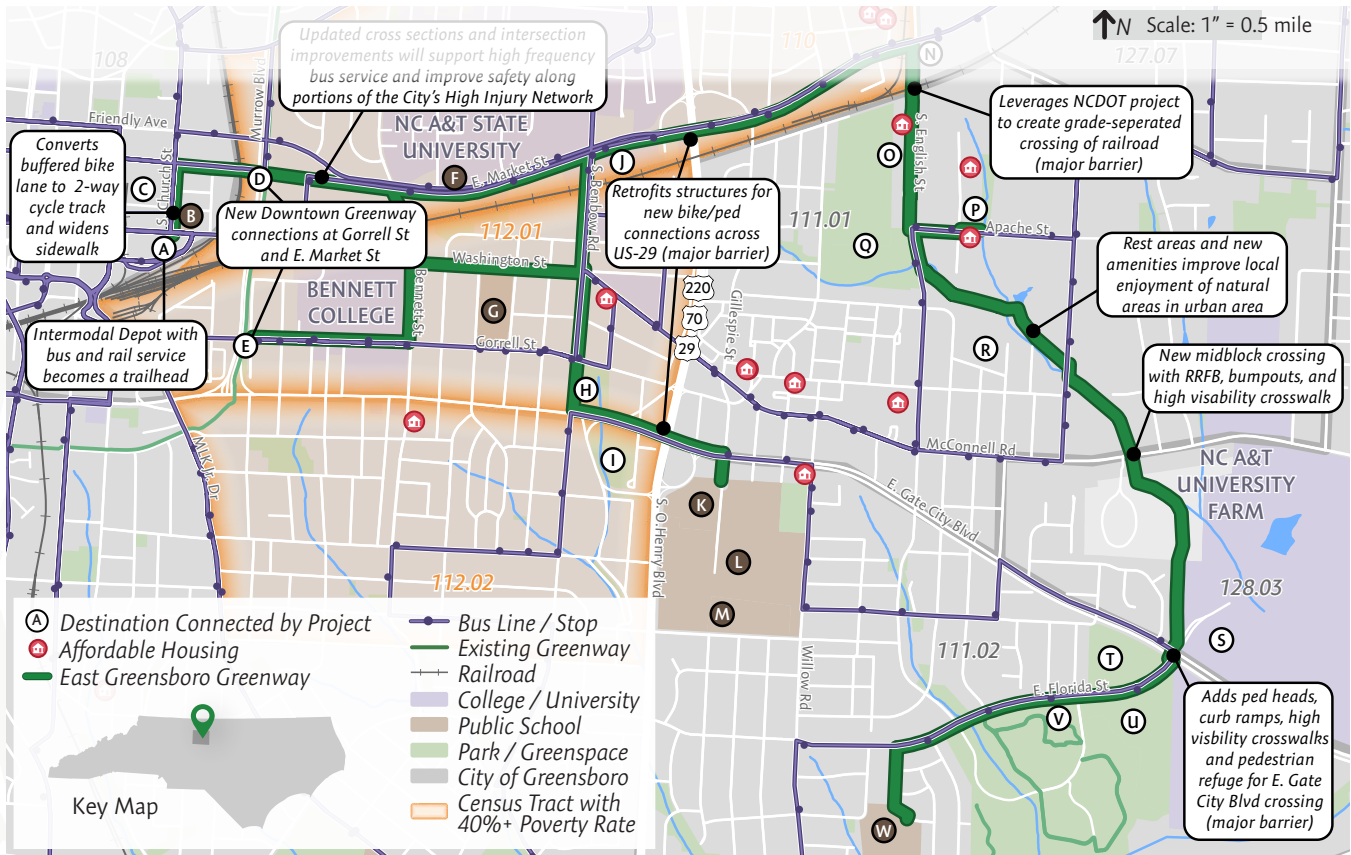 N Scale: 1” = 0.5 mile
108
110
127.07
Updated cross sections and intersection
improvements will support high frequency
bus service and improve safety along
portions of the City’s High Injury Network
Murrow Blvd
Friendly Ave
NC A&T STATE
UNIVERSITY
N
Leverages NCDOT project
to create grade-seperated
crossing of railroad
(major barrier)
Converts
buffered bike
lane to 2-way
cycle track
and widens
sidewalk
S. Church St
C
B
A
D
F
E. Market St
J
S. Benbow Rd
O
S. English St
P
Apache St
Q
111.01
New Downtown Greenway
connections at Gorrell St
and E. Market St
112.01
Retrofits structures for
new bike/ped
connections across
US-29 (major barrier)
Rest areas and new
amenities improve local
enjoyment of natural
areas in urban area
Washington St
BENNETT
COLLEGE
Bennett St
G
220
70
29
Gillespie St
Intermodal Depot with
bus and rail service
becomes a trailhead
E
Gorrell St
R
New midblock crossing
with RRFB, bumpouts, and
high visability crosswalk
H
MLK Jr. Dr
I
McConnell Rd
NC A&T
UNIVERSITY
FARM
K
S. O.Henry Blvd
E. Gate City Blvd
L
112.02
M
128.03
111.02
S
T
Willow Rd
E. Florida St
V
U
W
Adds ped heads,
curb ramps, high
visbility crosswalks
and pedestrian
refuge for E. Gate
City Blvd crossing
(major barrier)
A Destination Connected by Project
Affordable Housing
East Greensboro Greenway
Key Map
Bus Line / Stop
Existing Greenway
Railroad
College / University
Public School
Park / Greenspace
City of Greensboro
Census Tract with
40%+ Poverty Rate